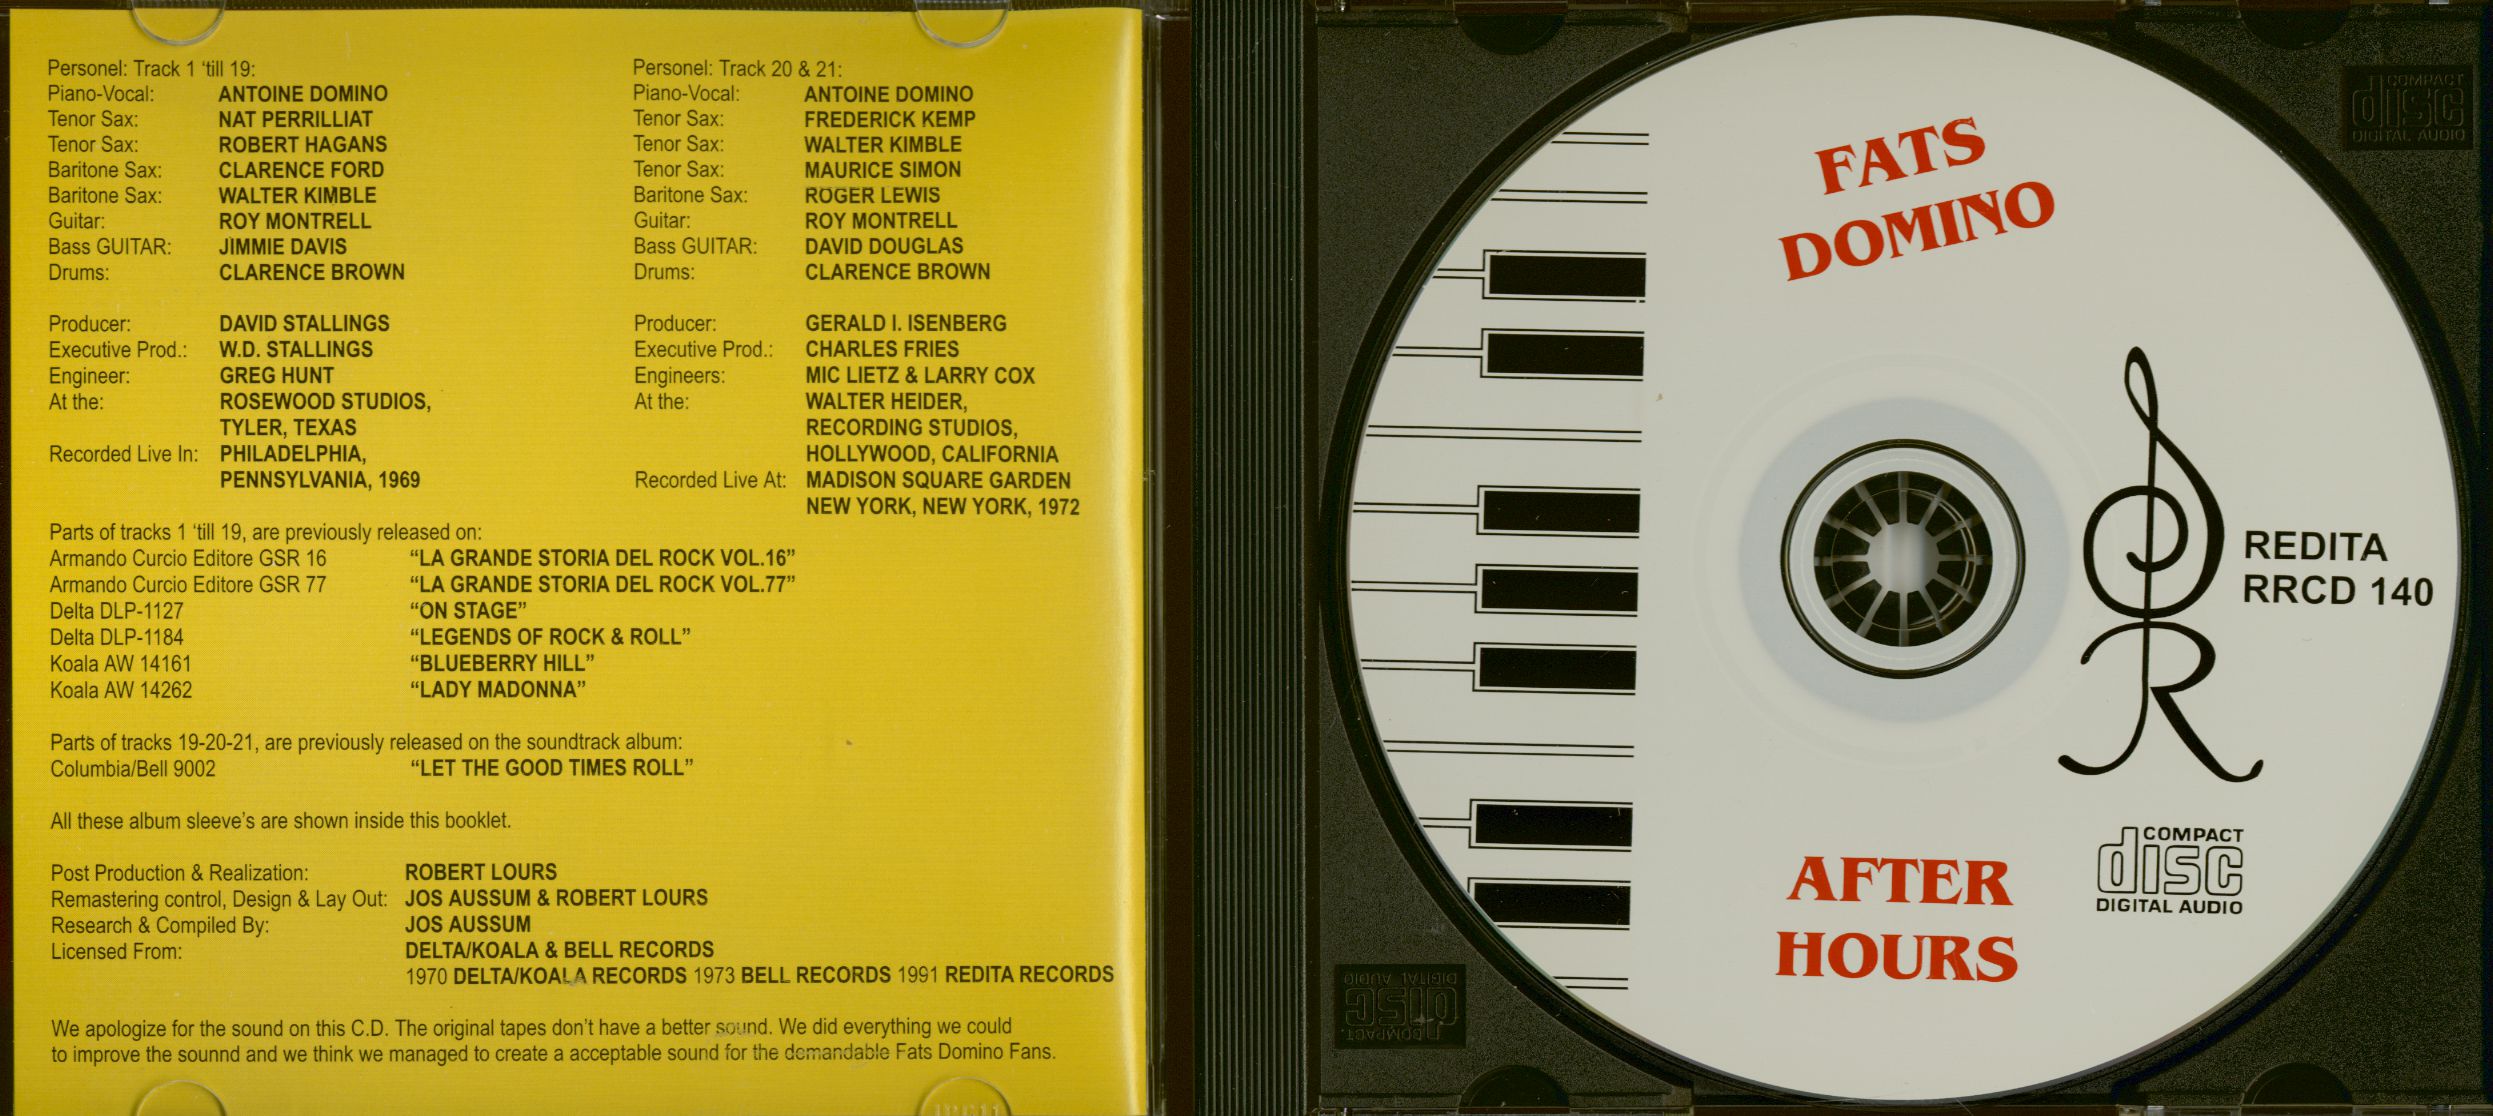 Personel: Track 1 ‘till 19:
Piano-Vocal: ANTOINE DOMINO
Tenor Sax: NAT PERRILLIAT
Tenor Sax: ROBERT HAGANS
Baritone Sax: CLARENCE FORD
Baritone Sax: WALTER KIMBLE
Guitar: ROY MONTRELL
Bass GUITAR: JIMMIE DAVIS
Drums: CLARENCE BROWN
Producer: DAVID STALLINGS
Executive Prod.: W.D. STALLINGS
Engineer: GREG HUNT
At the: ROSEWOOD STUDIOS,
TYLER, TEXAS
Recorded Live In: PHILADELPHIA,
PENNSYLVANIA, 1969
Personel: Track 20 & 21:
Piano-Vocal: ANTOINE DOMINO
Tenor Sax: FREDERICK KEMP
Tenor Sax: WALTER KIMBLE
Tenor Sax: MAURICE SIMON
Baritone Sax: ROGER LEWIS
Guitar: ROY MONTRELL
Bass GUITAR: DAVID DOUGLAS
Drums: CLARENCE BROWN
Producer: GERALD I. ISENBERG
Executive Prod.: CHARLES FRIES
Engineers: MIC LIETZ & LARRY COX
At the: WALTER HEIDER,
RECORDING STUDIOS,
HOLLYWOOD, CALIFORNIA
Recorded Live At: MADISON SQUARE GARDEN
NEW YORK, NEW YORK, 1972
Parts of tracks 1 ‘till 19, are previously released on:
Armando Curcio Editore GSR 16 “LA GRANDE STORIA DEL ROCK VOL.16”
Armando Curcio Editore GSR 77 “LA GRANDE STORIA DEL ROCK VOL.77”
Delta DLP-1127 “ON STAGE”
Delta DLP-1184 “LEGENDS OF ROCK & ROLL”
Koala AW 14161 “BLUEBERRY HILL”
Koala AW 14262 “LADY MADONNA”
Parts of tracks 19-20-21, are previously released on the soundtrack album:
Columbia/Bell 9002 “LET THE GOOD TIMES ROLL”
All these album sleeve’s are shown inside this booklet.
Post Production & Realization: ROBERT LOURS
Remastering control, Design & Lay Out: JOS AUSSUM & ROBERT LOURS
Research & Compiled By: JOS AUSSUM
Licensed From: DELTA/KOALA & BELL RECORDS
1970 DELTA/KOALA RECORDS 1973 BELL RECORDS 1991 REDITA RECORDS
We apologize for the sound on this C.D. The original tapes don’t have a better sound. We did everything we could
to improve the sounnd and we think we managed to create a acceptable sound for the demandable Fats Domino Fans.
FATS
DOMINO
REDITA
RRCD 140
COMPACT
disc
DIGITAL AUDIO
AFTER
HOURS
COMPACT
disc
DIGITAL AUDIO
COMPACT
disc
DIGITAL AUDIO